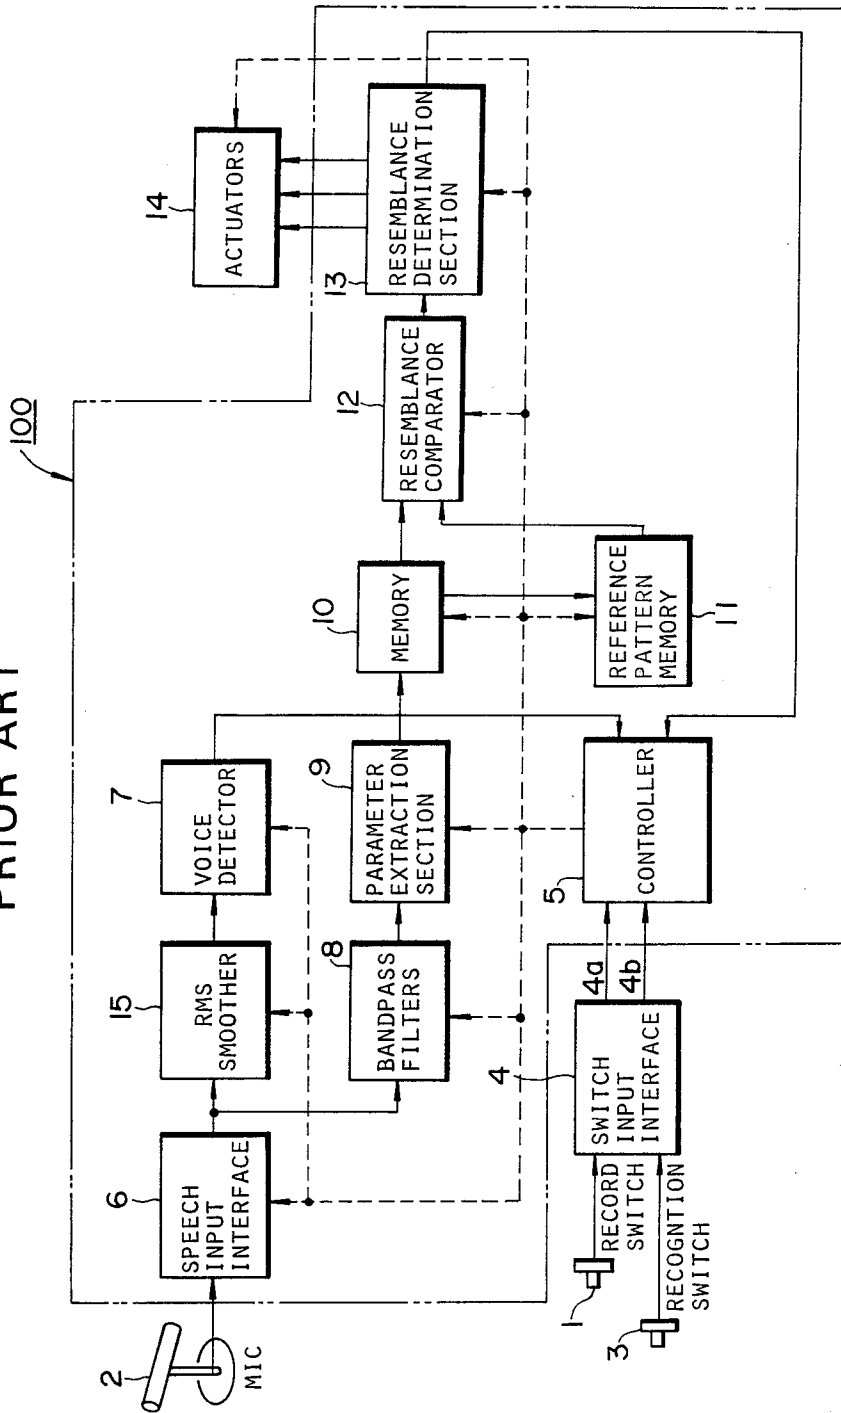 PRIOR ART
100
2
MIC
6
SPEECH
INPUT
INTERFACE
15
RMS
SMOOTHER
7
VOICE
DETECTOR
8
BANDPASS
FILTERS
9
PARAMETER
EXTRACTION
SECTION
10
MEMORY
11
REFERENCE
PATTERN
MEMORY
12
RESEMBLANCE
COMPARATOR
13
RESEMBLANCE
DETERMINATION
SECTION
14
ACTUATORS
1
RECORD
SWITCH
3
RECOGNTION
SWITCH
4
SWITCH
INPUT
INTERFACE
4a
4b
5
CONTROLLER